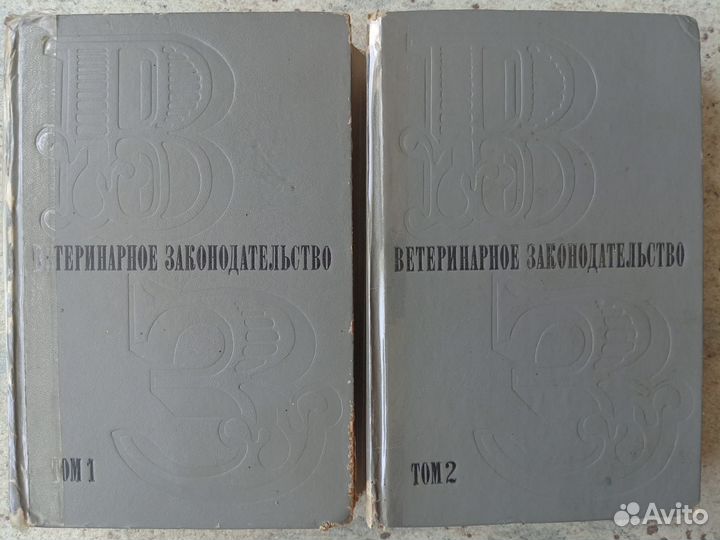 ВЕТЕРИНАРНОЕ ЗАКОНОДАТЕЛЬСТВО
ТОМ 1
ВЕТЕРИНАРНОЕ ЗАКОНОДАТЕЛЬСТВО
ТОМ 2
Avito